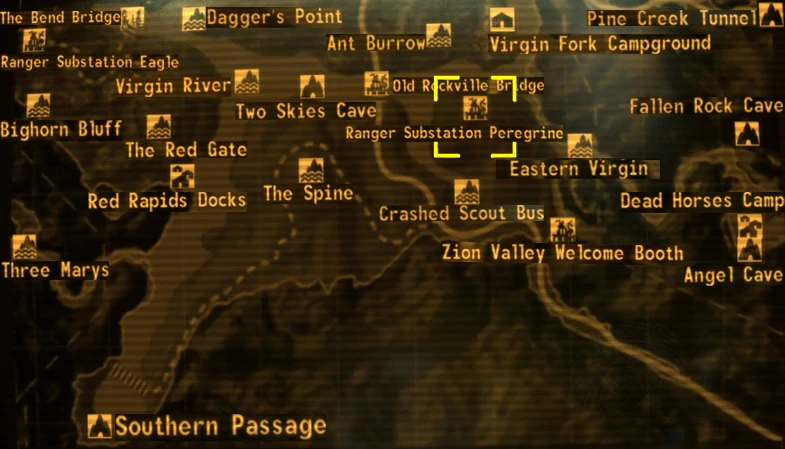 The Bend Bridge
Dagger's Point
Pine Creek Tunnel
Ant Burrow
Virgin Fork Campground
Ranger Substation Eagle
Virgin River
Old Rockville Bridge
Two Skies Cave
Fallen Rock Cave
Bighorn Bluff
Ranger Substation Peregrine
The Red Gate
Eastern Virgin
Red Rapids Docks
The Spine
Dead Horses Camp
Crashed Scout Bus
Zion Valley Welcome Booth
Three Marys
Angel Cave
Southern Passage